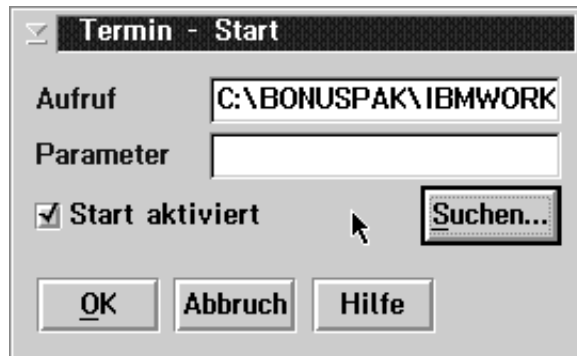 Termin - Start
Aufruf C:\BONUSPAK\IBMWORK
Parameter
Start aktiviert Suchen...
OK Abbruch Hilfe